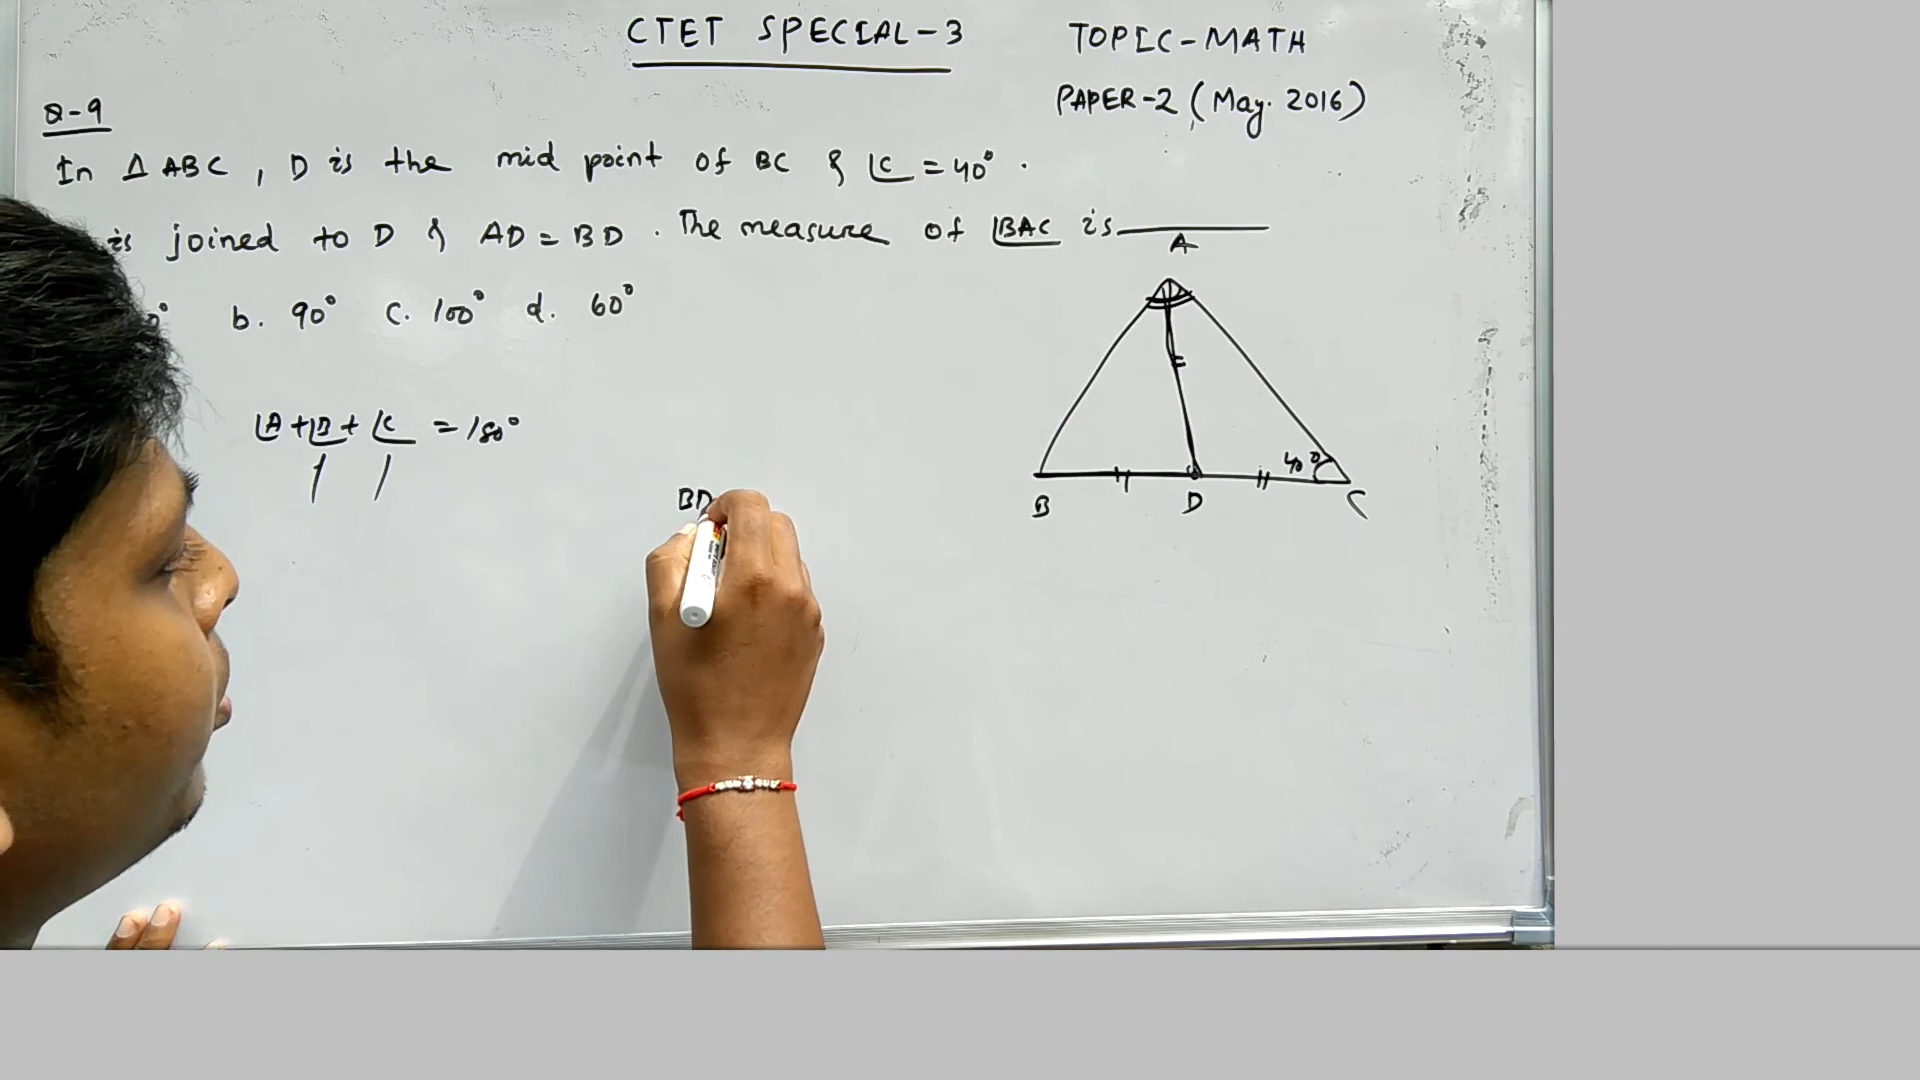 CTET SPECIAL-3
TOPIC-MATH
PAPER-2 (May. 2016)
Q-9
In Δ ABC, D is the mid point of BC & ∠C = 40°.
is joined to D & AD = BD. The measure of ∠BAC is
b. 90° c. 100° d. 60°
A
∠A + ∠B + ∠C = 180°
40°
BD
B D C